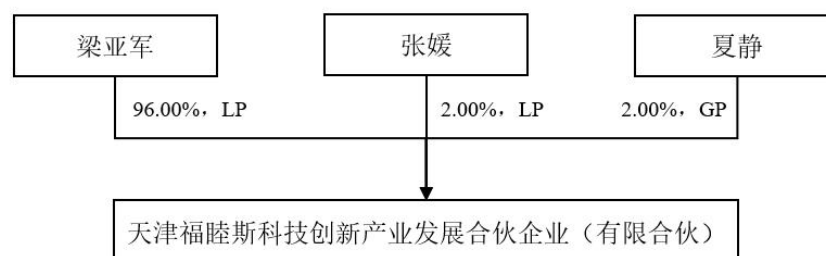 梁亚军
张媛
夏静
96.00%，LP
2.00%，LP
2.00%，GP
天津福睦斯科技创新产业发展合伙企业（有限合伙）